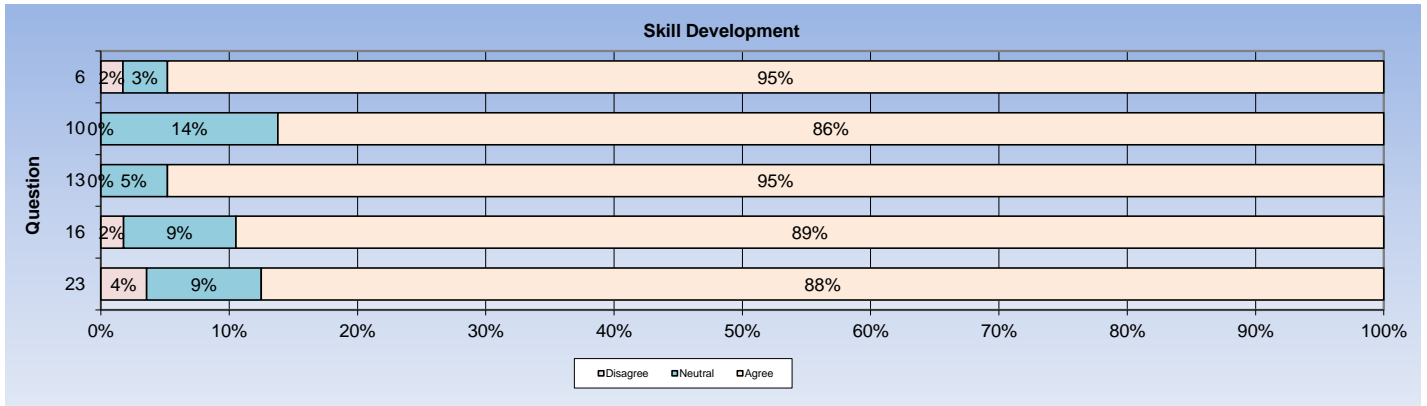 Skill Development
Question
6 2% 3% 95%
10 0% 14% 86%
13 0% 5% 95%
16 2% 9% 89%
23 4% 9% 88%
0% 10% 20% 30% 40% 50% 60% 70% 80% 90% 100%
Disagree Neutral Agree